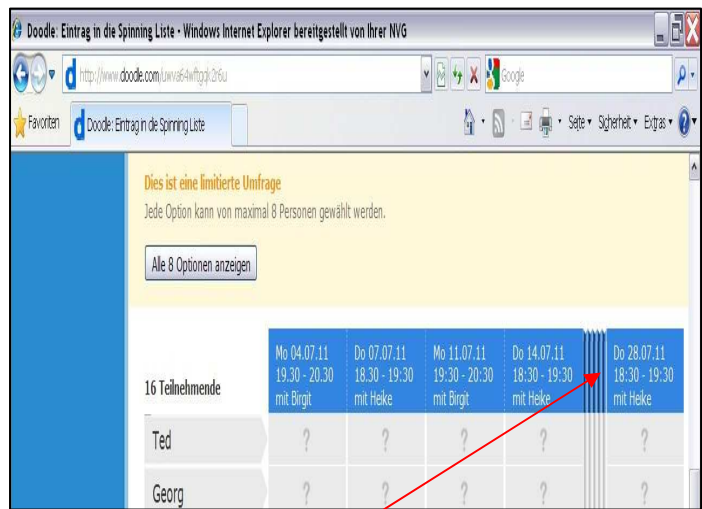 Doodle: Eintrag in die Spinning Liste - Windows Internet Explorer bereitgestellt von Ihrer NVG
http://www.doodle.com/
Google
Favoriten
Doodle: Eintrag in die Spinning Liste
Seite
Sicherheit
Extras
Dies ist eine limitierte Umfrage
Jede Option kann von maximal 8 Personen gewählt werden.
Alle 8 Optionen anzeigen
16 Teilnehmende
Mo 04.07.11
19.30 - 20.30
mit Birgit
Do 07.07.11
18.30 - 19:30
mit Heike
Mo 11.07.11
19:30 - 20:30
mit Birgit
Do 14.07.11
18:30 - 19:30
mit Heike
Do 28.07.11
18:30 - 19:30
mit Heike
Ted
? ? ? ? ?
Georg
? ? ? ? ?